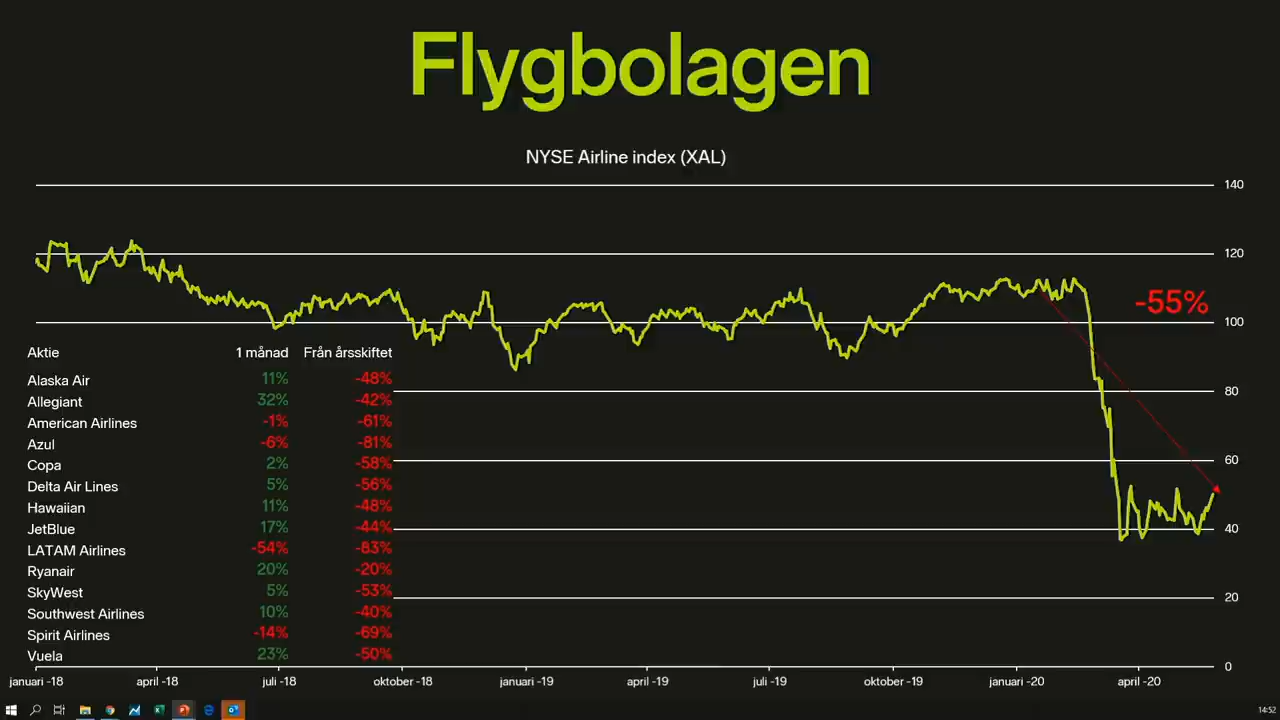 Flygbolagen
NYSE Airline index (XAL)
140
120
-55%
100
Aktie 1 månad Från årsskiftet
Alaska Air 11% -48%
80
Allegiant 32% -42%
American Airlines -1% -61%
Azul -6% -81%
Copa 2% -58%
60
Delta Air Lines 5% -56%
Hawaiian 11% -48%
JetBlue 17% -44%
40
LATAM Airlines -54% -83%
Ryanair 20% -20%
SkyWest 5% -53%
20
Southwest Airlines 10% -40%
Spirit Airlines -14% -69%
Vuela 23% -50%
0
januari -18 april -18 juli -18 oktober -18 januari -19 april -19 juli -19 oktober -19 januari -20 april -20
14:52